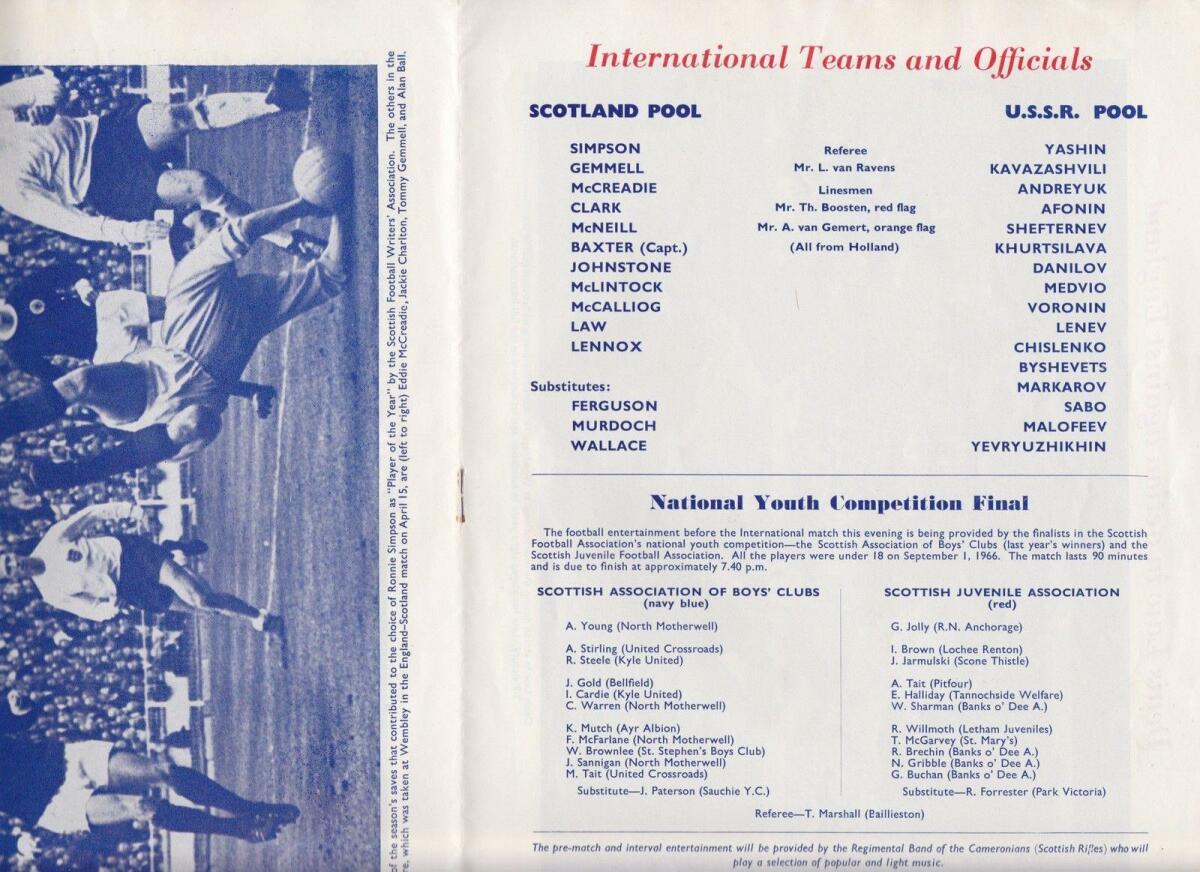 of the season's saves that contributed to the choice of Ronnie Simpson as "Player of the Year" by the Scottish Football Writers' Association. The others in the
re, which was taken at Wembley in the England–Scotland match on April 15, are (left to right) Eddie McCreadie, Jackie Charlton, Tommy Gemmell, and Alan Ball.
International Teams and Officials
SCOTLAND POOL
SIMPSON
GEMMELL
McCREADIE
CLARK
McNEILL
BAXTER (Capt.)
JOHNSTONE
McLINTOCK
McCALLIOG
LAW
LENNOX
Substitutes:
FERGUSON
MURDOCH
WALLACE
Referee
Mr. L. van Ravens
Linesmen
Mr. Th. Boosten, red flag
Mr. A. van Gemert, orange flag
(All from Holland)
U.S.S.R. POOL
YASHIN
KAVAZASHVILI
ANDREYUK
AFONIN
SHEFTERNEV
KHURTSILAVA
DANILOV
MEDVIO
VORONIN
LENEV
CHISLENKO
BYSHEVETS
MARKAROV
SABO
MALOFEEV
YEVRYUZHIKHIN
National Youth Competition Final
The football entertainment before the International match this evening is being provided by the finalists in the Scottish
Football Association's national youth competition—the Scottish Association of Boys' Clubs (last year's winners) and the
Scottish Juvenile Football Association. All the players were under 18 on September 1, 1966. The match lasts 90 minutes
and is due to finish at approximately 7.40 p.m.
SCOTTISH ASSOCIATION OF BOYS' CLUBS
(navy blue)
A. Young (North Motherwell)
A. Stirling (United Crossroads)
R. Steele (Kyle United)
J. Gold (Bellfield)
I. Cardie (Kyle United)
C. Warren (North Motherwell)
K. Mutch (Ayr Albion)
F. McFarlane (North Motherwell)
W. Brownlee (St. Stephen's Boys Club)
J. Sannigan (North Motherwell)
M. Tait (United Crossroads)
Substitute—J. Paterson (Sauchie Y.C.)
SCOTTISH JUVENILE ASSOCIATION
(red)
G. Jolly (R.N. Anchorage)
I. Brown (Lochee Renton)
J. Jarmulski (Scone Thistle)
A. Tait (Pitfour)
E. Halliday (Tannochside Welfare)
W. Sharman (Banks o' Dee A.)
R. Willmoth (Letham Juveniles)
T. McGarvey (St. Mary's)
R. Brechin (Banks o' Dee A.)
N. Gribble (Banks o' Dee A.)
G. Buchan (Banks o' Dee A.)
Substitute—R. Forrester (Park Victoria)
Referee—T. Marshall (Baillieston)
The pre-match and interval entertainment will be provided by the Regimental Band of the Cameronians (Scottish Rifles) who will
play a selection of popular and light music.